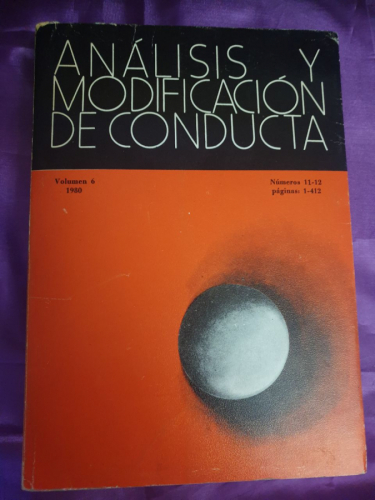 ANÁLISIS Y
MODIFICACIÓN
DE CONDUCTA
Volumen 6
1980
Números 11-12
páginas: 1-412